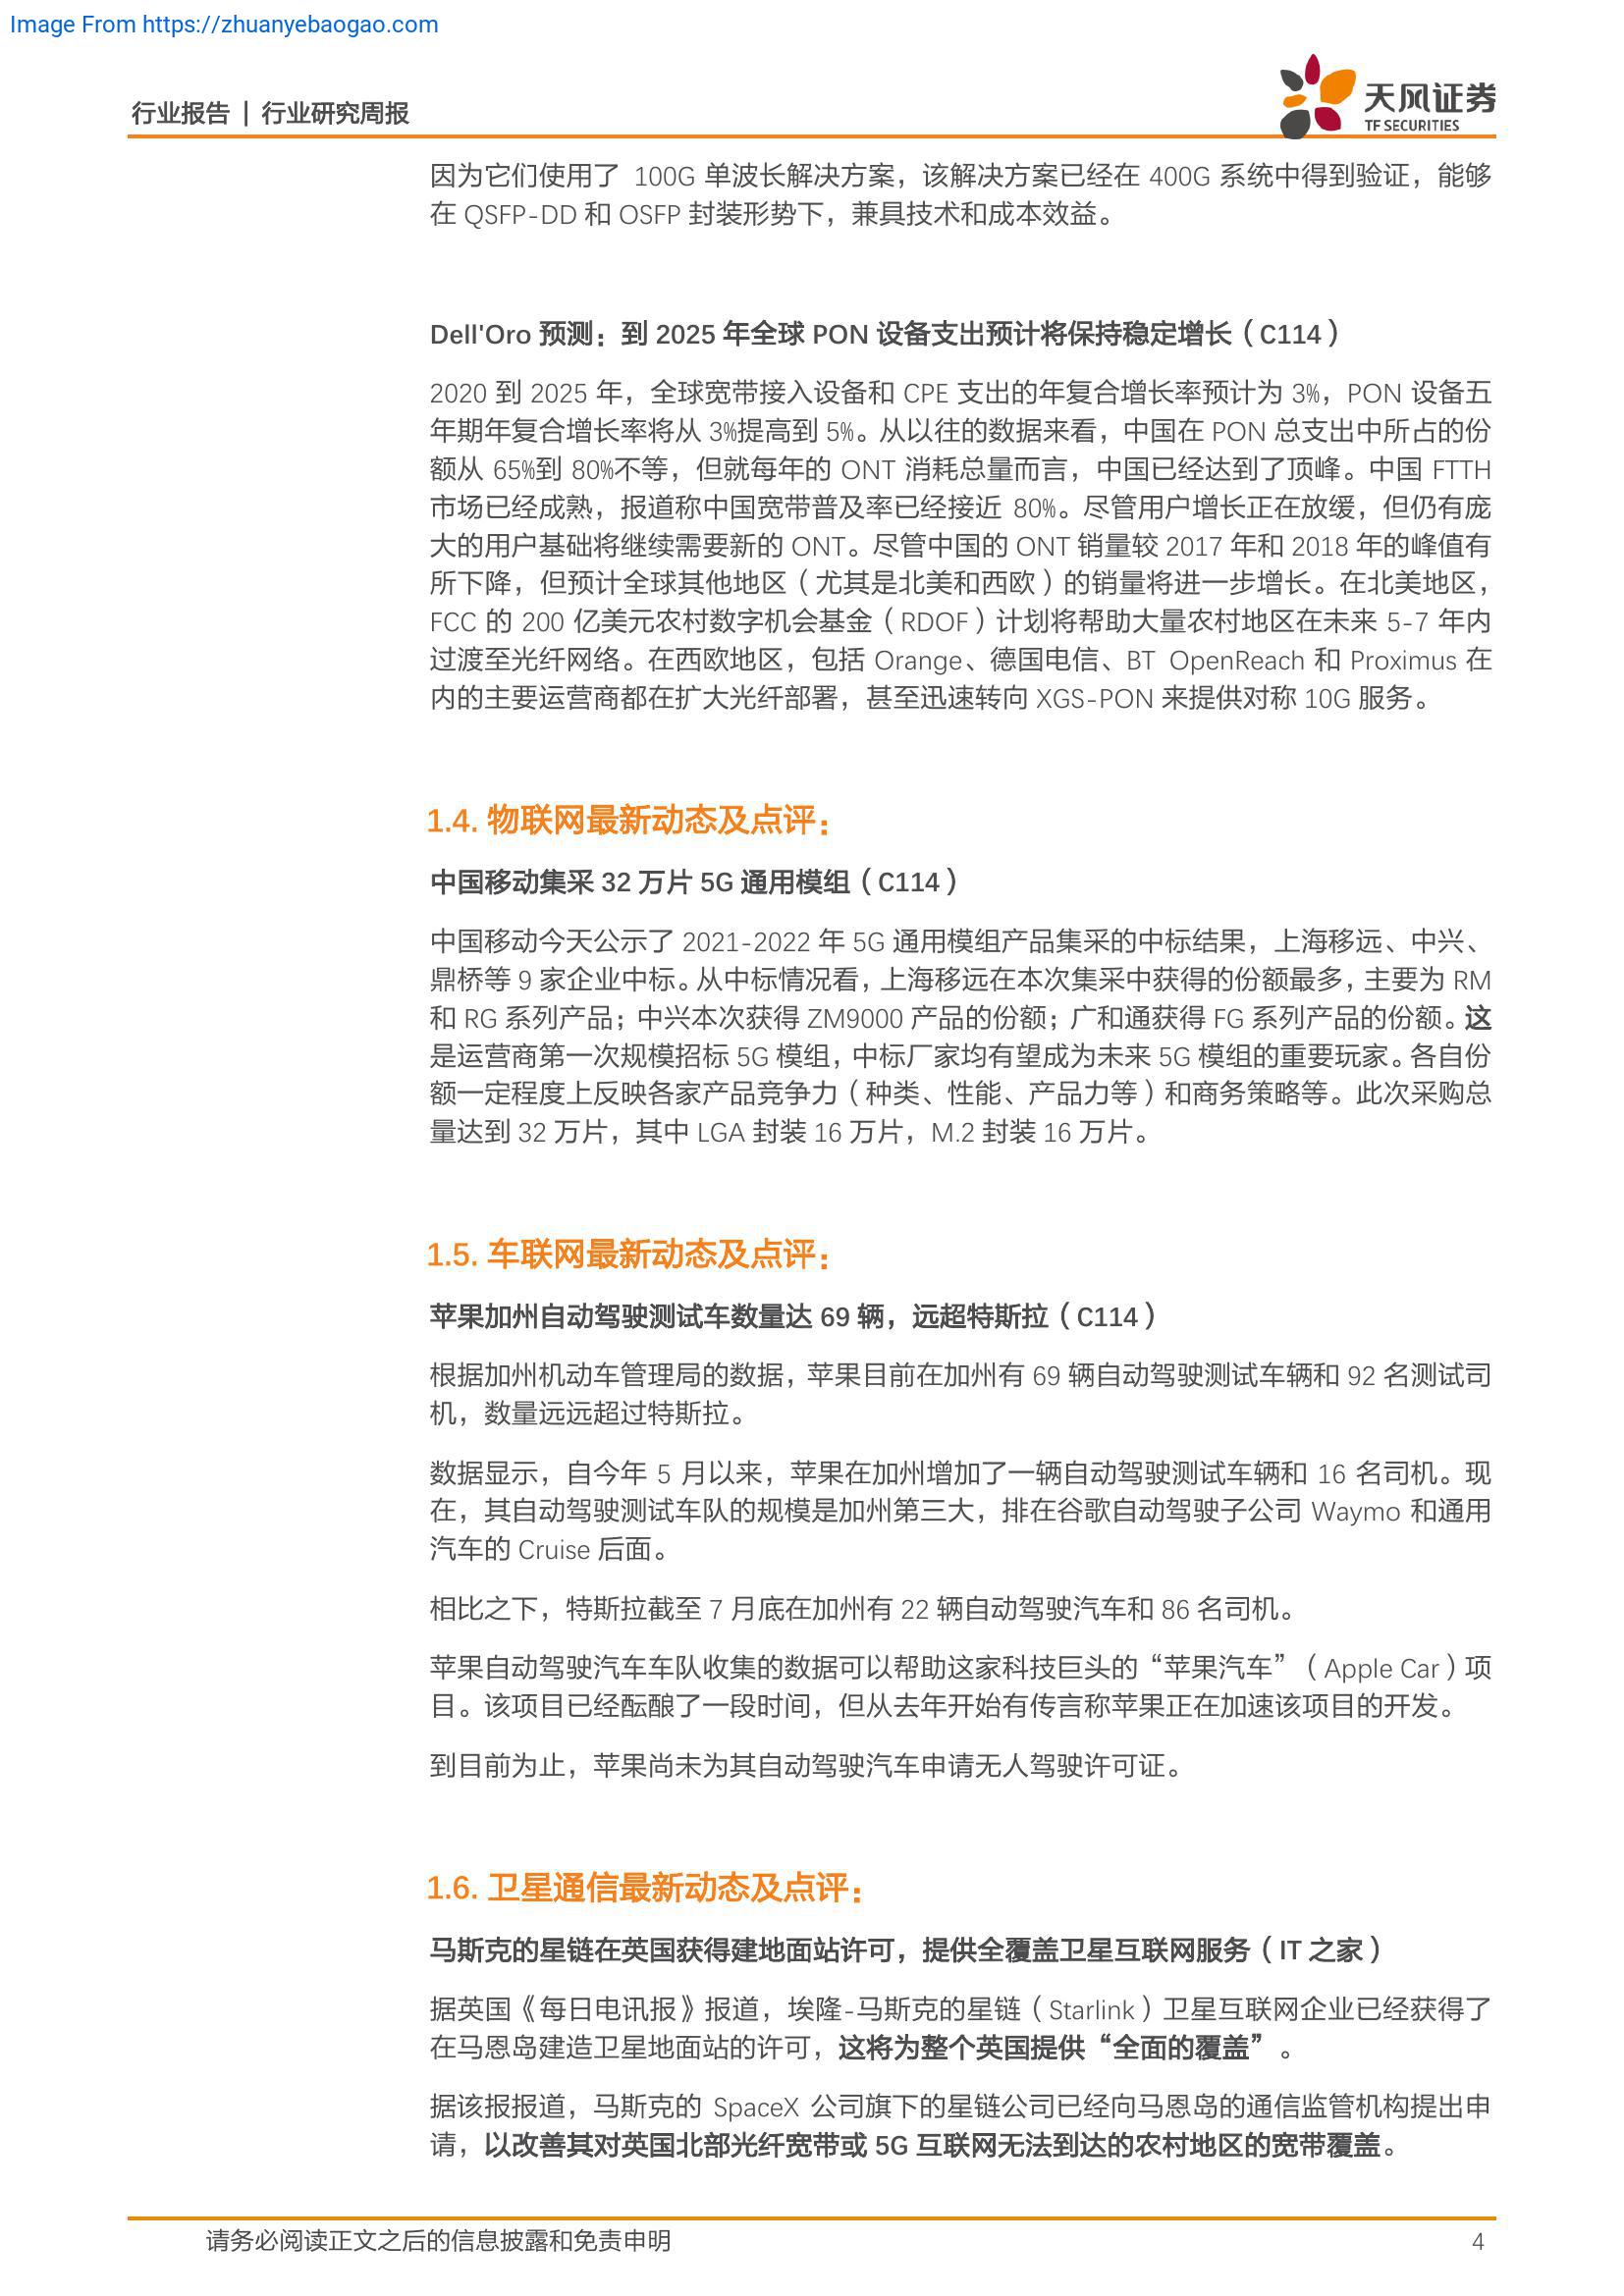 Image From https://zhuanyebaogao.com
行业报告 | 行业研究周报
天风证券
TF SECURITIES
因为它们使用了 100G 单波长解决方案，该解决方案已经在 400G 系统中得到验证，能够
在 QSFP-DD 和 OSFP 封装形势下，兼具技术和成本效益。
Dell'Oro 预测：到 2025 年全球 PON 设备支出预计将保持稳定增长（C114）
2020 到 2025 年，全球宽带接入设备和 CPE 支出的年复合增长率预计为 3%，PON 设备五
年期年复合增长率将从 3%提高到 5%。从以往的数据来看，中国在 PON 总支出中所占的份
额从 65%到 80%不等，但就每年的 ONT 消耗总量而言，中国已经达到了顶峰。中国 FTTH
市场已经成熟，报道称中国宽带普及率已经接近 80%。尽管用户增长正在放缓，但仍有庞
大的用户基础将继续需要新的 ONT。尽管中国的 ONT 销量较 2017 年和 2018 年的峰值有
所下降，但预计全球其他地区（尤其是北美和西欧）的销量将进一步增长。在北美地区，
FCC 的 200 亿美元农村数字机会基金（RDOF）计划将帮助大量农村地区在未来 5-7 年内
过渡至光纤网络。在西欧地区，包括 Orange、德国电信、BT OpenReach 和 Proximus 在
内的主要运营商都在扩大光纤部署，甚至迅速转向 XGS-PON 来提供对称 10G 服务。
1.4. 物联网最新动态及点评：
中国移动集采 32 万片 5G 通用模组（C114）
中国移动今天公示了 2021-2022 年 5G 通用模组产品集采的中标结果，上海移远、中兴、
鼎桥等 9 家企业中标。从中标情况看，上海移远在本次集采中获得的份额最多，主要为 RM
和 RG 系列产品；中兴本次获得 ZM9000 产品的份额；广和通获得 FG 系列产品的份额。这
是运营商第一次规模招标 5G 模组，中标厂家均有望成为未来 5G 模组的重要玩家。各自份
额一定程度上反映各家产品竞争力（种类、性能、产品力等）和商务策略等。此次采购总
量达到 32 万片，其中 LGA 封装 16 万片，M.2 封装 16 万片。
1.5. 车联网最新动态及点评：
苹果加州自动驾驶测试车数量达 69 辆，远超特斯拉（C114）
根据加州机动车管理局的数据，苹果目前在加州有 69 辆自动驾驶测试车辆和 92 名测试司
机，数量远远超过特斯拉。
数据显示，自今年 5 月以来，苹果在加州增加了一辆自动驾驶测试车辆和 16 名司机。现
在，其自动驾驶测试车队的规模是加州第三大，排在谷歌自动驾驶子公司 Waymo 和通用
汽车的 Cruise 后面。
相比之下，特斯拉截至 7 月底在加州有 22 辆自动驾驶汽车和 86 名司机。
苹果自动驾驶汽车车队收集的数据可以帮助这家科技巨头的“苹果汽车”（Apple Car）项
目。该项目已经酝酿了一段时间，但从去年开始有传言称苹果正在加速该项目的开发。
到目前为止，苹果尚未为其自动驾驶汽车申请无人驾驶许可证。
1.6. 卫星通信最新动态及点评：
马斯克的星链在英国获得建地面站许可，提供全覆盖卫星互联网服务（IT 之家）
据英国《每日电讯报》报道，埃隆-马斯克的星链（Starlink）卫星互联网企业已经获得了
在马恩岛建造卫星地面站的许可，这将为整个英国提供“全面的覆盖”。
据该报报道，马斯克的 SpaceX 公司旗下的星链公司已经向马恩岛的通信监管机构提出申
请，以改善其对英国北部光纤宽带或 5G 互联网无法到达的农村地区的宽带覆盖。
请务必阅读正文之后的信息披露和免责申明
4